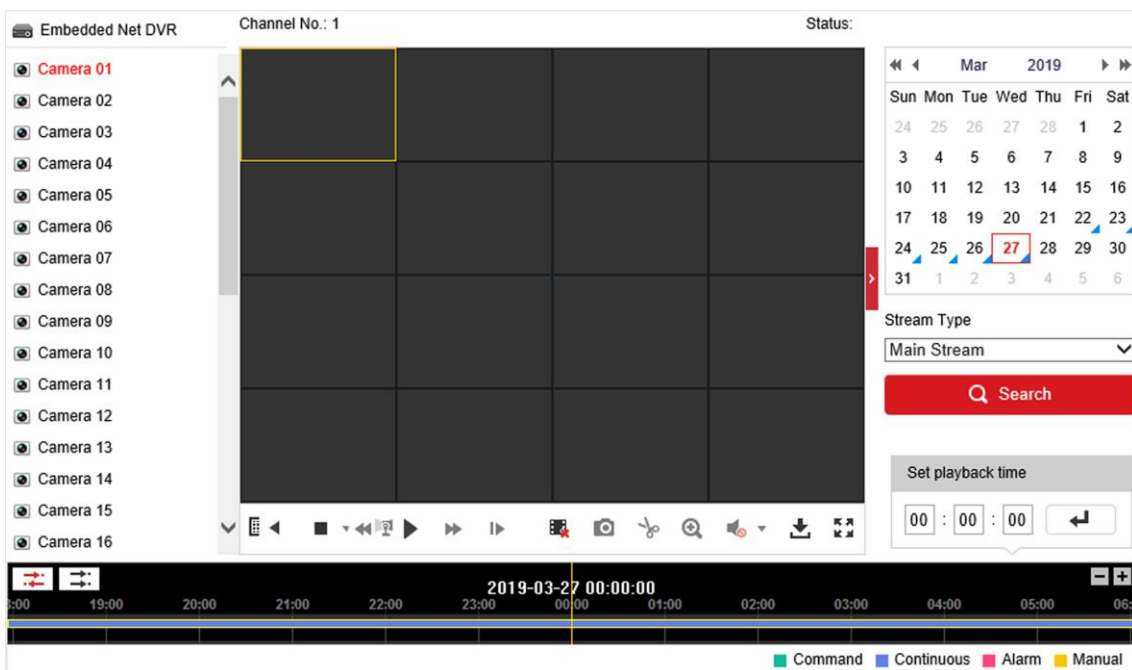 Embedded Net DVR
Channel No.: 1
Status:
Camera 01
Camera 02
Camera 03
Camera 04
Camera 05
Camera 06
Camera 07
Camera 08
Camera 09
Camera 10
Camera 11
Camera 12
Camera 13
Camera 14
Camera 15
Camera 16
Mar 2019
Sun Mon Tue Wed Thu Fri Sat
24 25 26 27 28 1 2
3 4 5 6 7 8 9
10 11 12 13 14 15 16
17 18 19 20 21 22 23
24 25 26 27 28 29 30
31 1 2 3 4 5 6
Stream Type
Main Stream
Search
Set playback time
00 : 00 : 00
2019-03-27 00:00:00
:00 19:00 20:00 21:00 22:00 23:00 00:00 01:00 02:00 03:00 04:00 05:00 06:
Command Continuous Alarm Manual